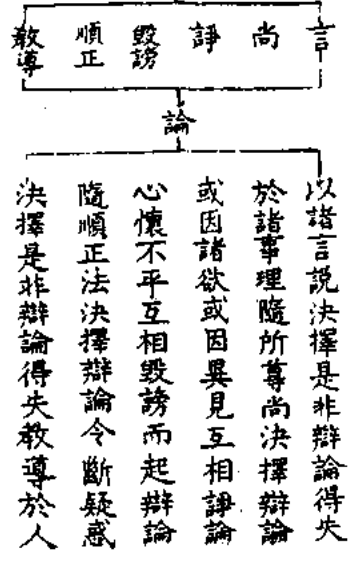 言
尚
諍
毀謗
順正
教導
論
以諸言說決擇是非辯論得失
於諸事理隨所尊尚決擇辯論
或因諸欲或因異見互相諍論
心懷不平互相毀謗而起辯論
隨順正法決擇辯論令斷疑惑
決擇是非辯論得失教導於人